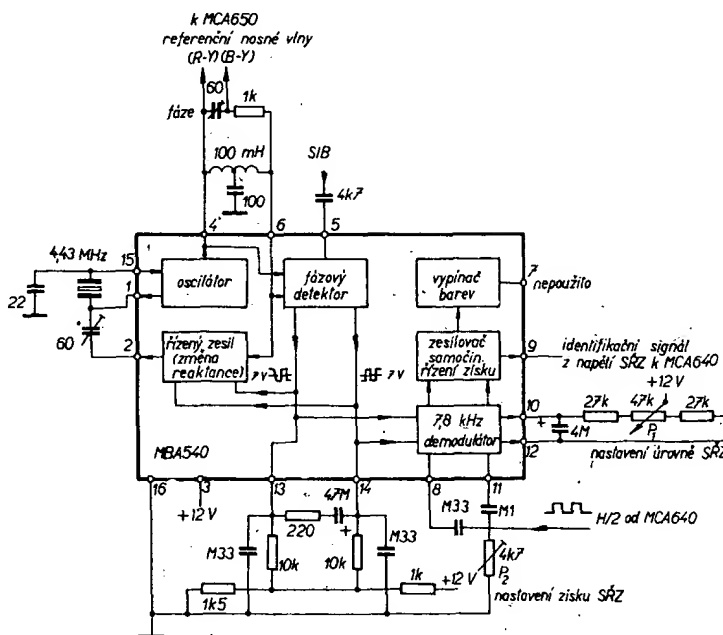 k MCA650
referenční nosné vlny
(R-Y) (B-Y)
60
1k
fáze
100 mH
SIB
100
4k7
4
6
5
4,43 MHz
15
oscilátor
fázový
detektor
vypínač
barev
7
nepoužito
22
1
60
2
řízený zesil
(změna
reaktance)
7V
7V
zesilovač
samočin.
řízení zisku
9
identifikační signál
z napětí SŘZ k MCA640
+12 V
10
27k
47k
27k
7,8 kHz
demodulátor
4M
P1
MBA540
12
nastavení úrovně SŘZ
16
3
13
14
8
11
+12 V
47M
M1
H/2 od MCA640
M33
220
M33
M33
10k
10k
4k7
P2
1k5
1k
+12 V
nastavení zisku SŘZ